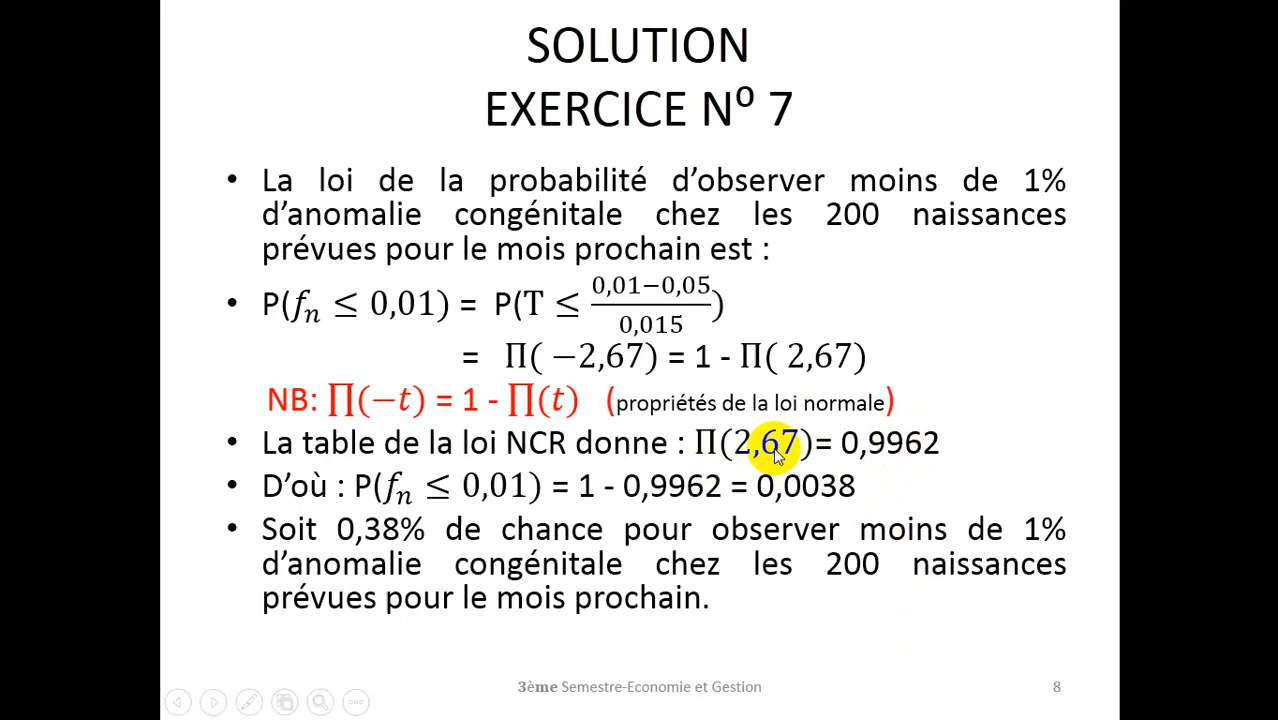 SOLUTION
EXERCICE Nº 7
• La loi de la probabilité d’observer moins de 1%
d’anomalie congénitale chez les 200 naissances
prévues pour le mois prochain est :
• P(fₙ ≤ 0,01) = P(T ≤ (0,01−0,05)/0,015)
= Π( −2,67) = 1 - Π( 2,67)
NB: ∏(−t) = 1 - ∏(t) (propriétés de la loi normale)
• La table de la loi NCR donne : Π(2,67)= 0,9962
• D’où : P(fₙ ≤ 0,01) = 1 - 0,9962 = 0,0038
• Soit 0,38% de chance pour observer moins de 1%
d’anomalie congénitale chez les 200 naissances
prévues pour le mois prochain.
3ème Semestre-Economie et Gestion
8